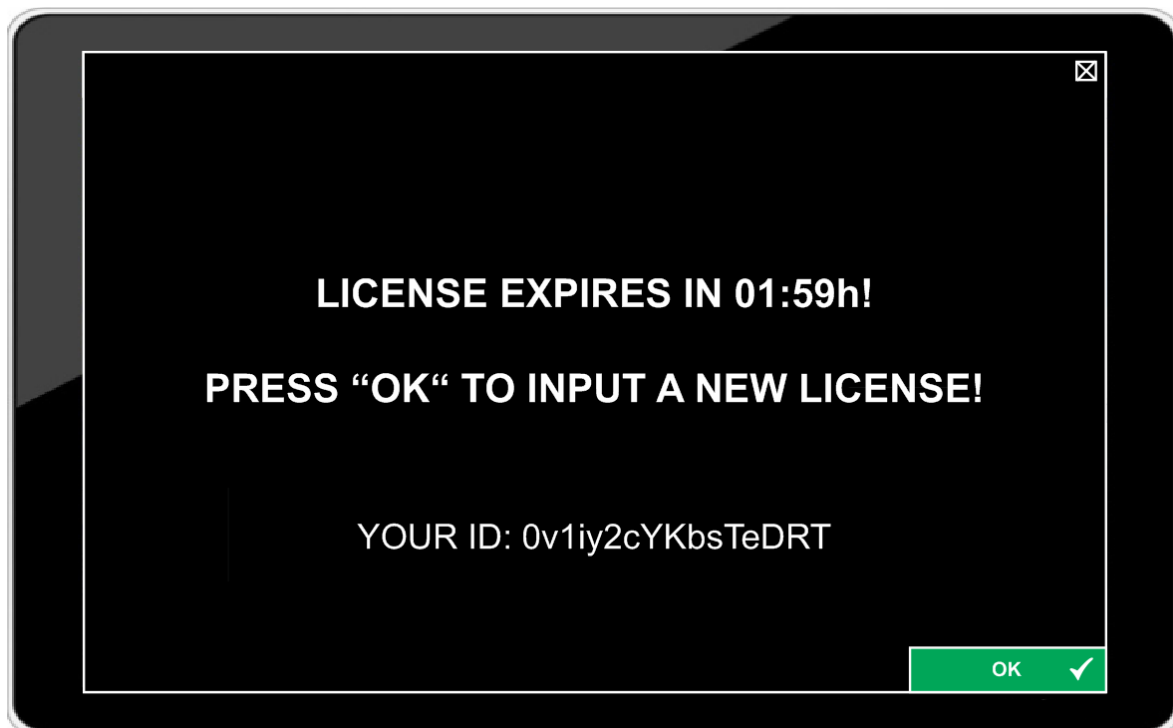 LICENSE EXPIRES IN 01:59h!
PRESS “OK“ TO INPUT A NEW LICENSE!
YOUR ID: 0v1iy2cYKbsTeDRT
OK